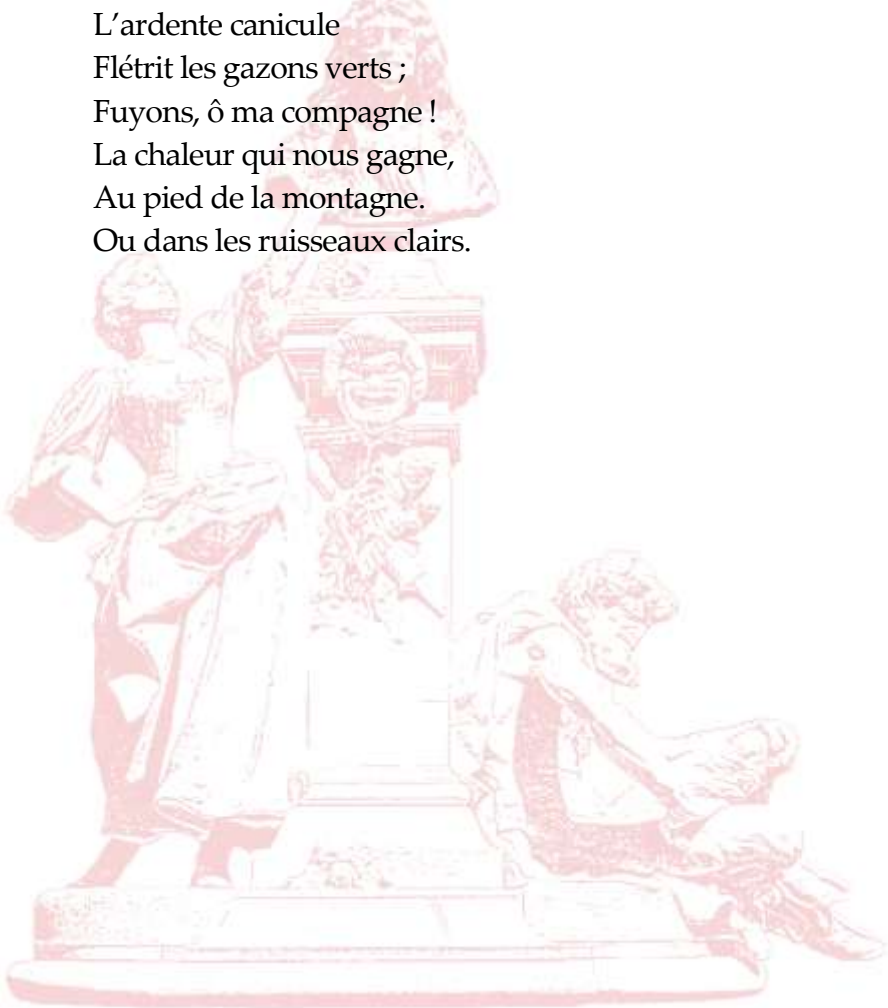 L’ardente canicule
Flétrit les gazons verts ;
Fuyons, ô ma compagne !
La chaleur qui nous gagne,
Au pied de la montagne.
Ou dans les ruisseaux clairs.